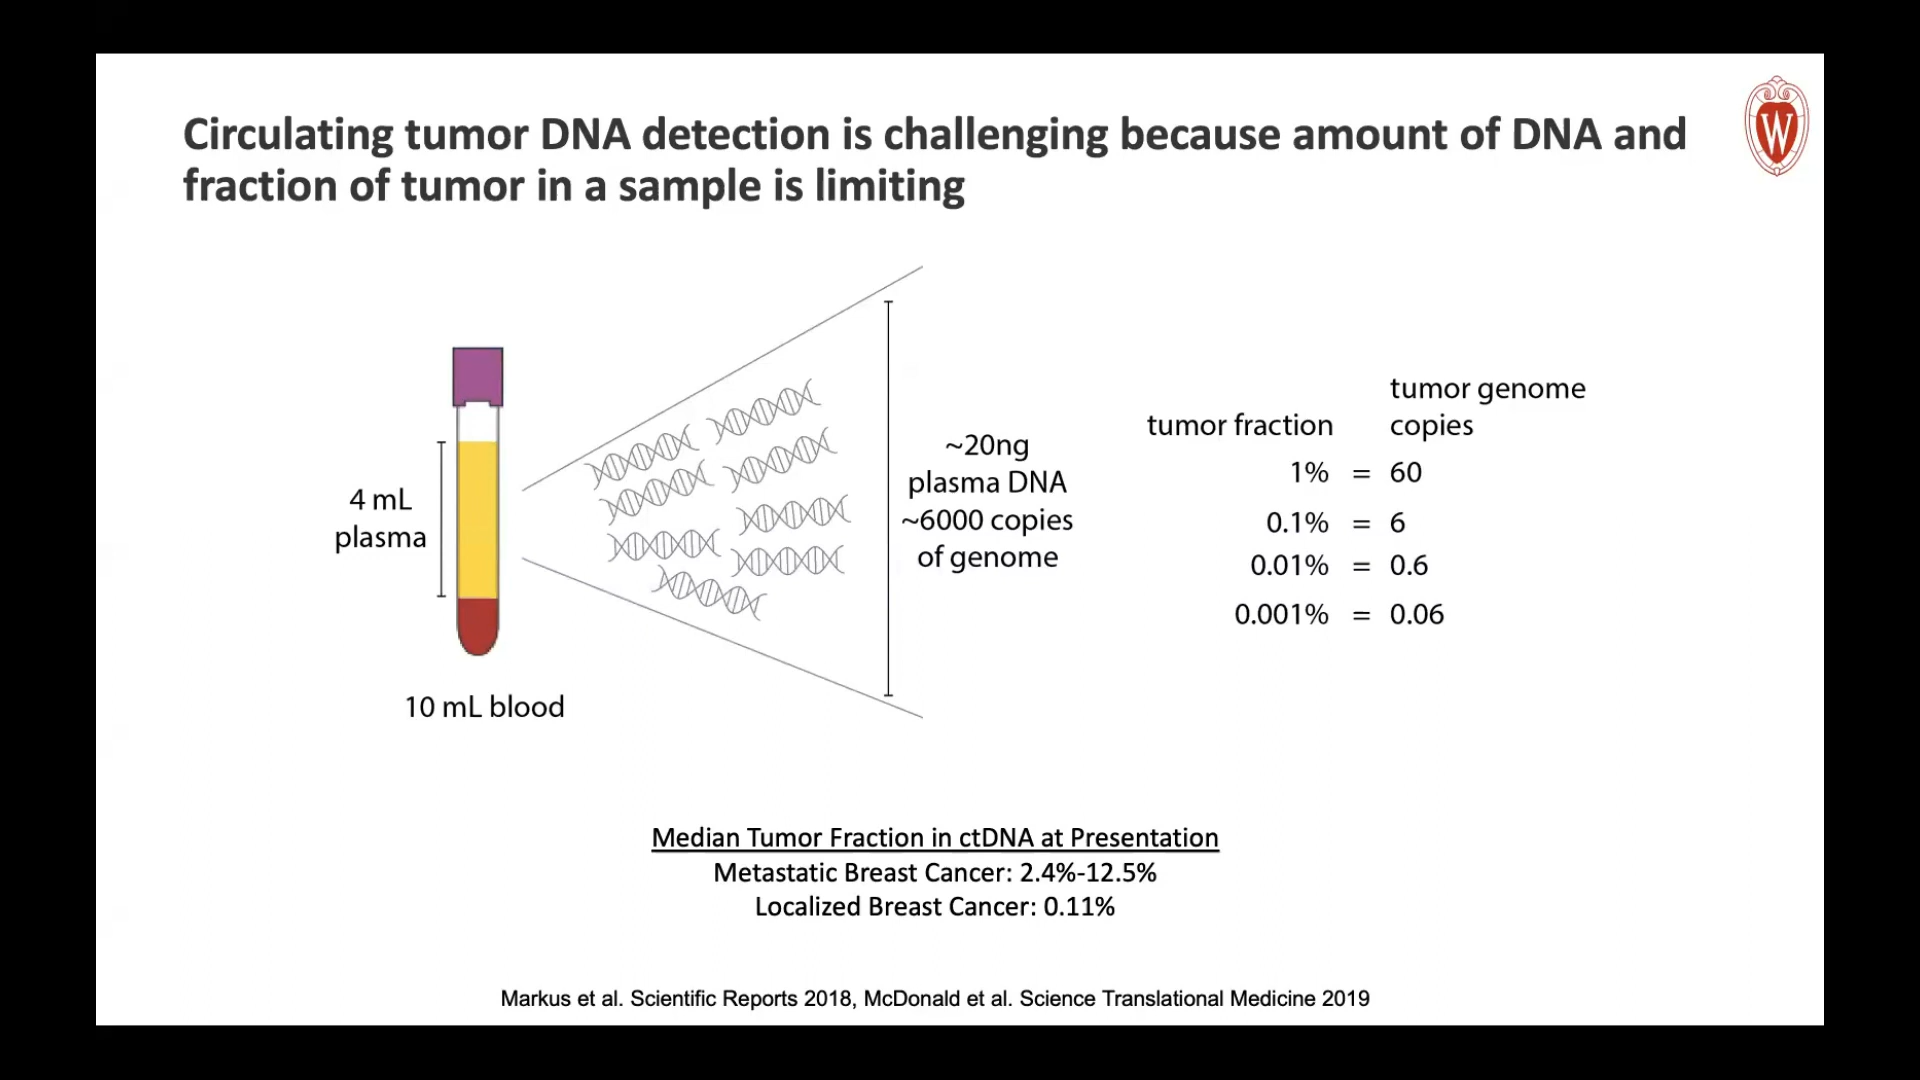 Circulating tumor DNA detection is challenging because amount of DNA and
fraction of tumor in a sample is limiting
W
4 mL
plasma
10 mL blood
~20ng
plasma DNA
~6000 copies
of genome
tumor fraction
tumor genome
copies
1% = 60
0.1% = 6
0.01% = 0.6
0.001% = 0.06
Median Tumor Fraction in ctDNA at Presentation
Metastatic Breast Cancer: 2.4%-12.5%
Localized Breast Cancer: 0.11%
Markus et al. Scientific Reports 2018, McDonald et al. Science Translational Medicine 2019